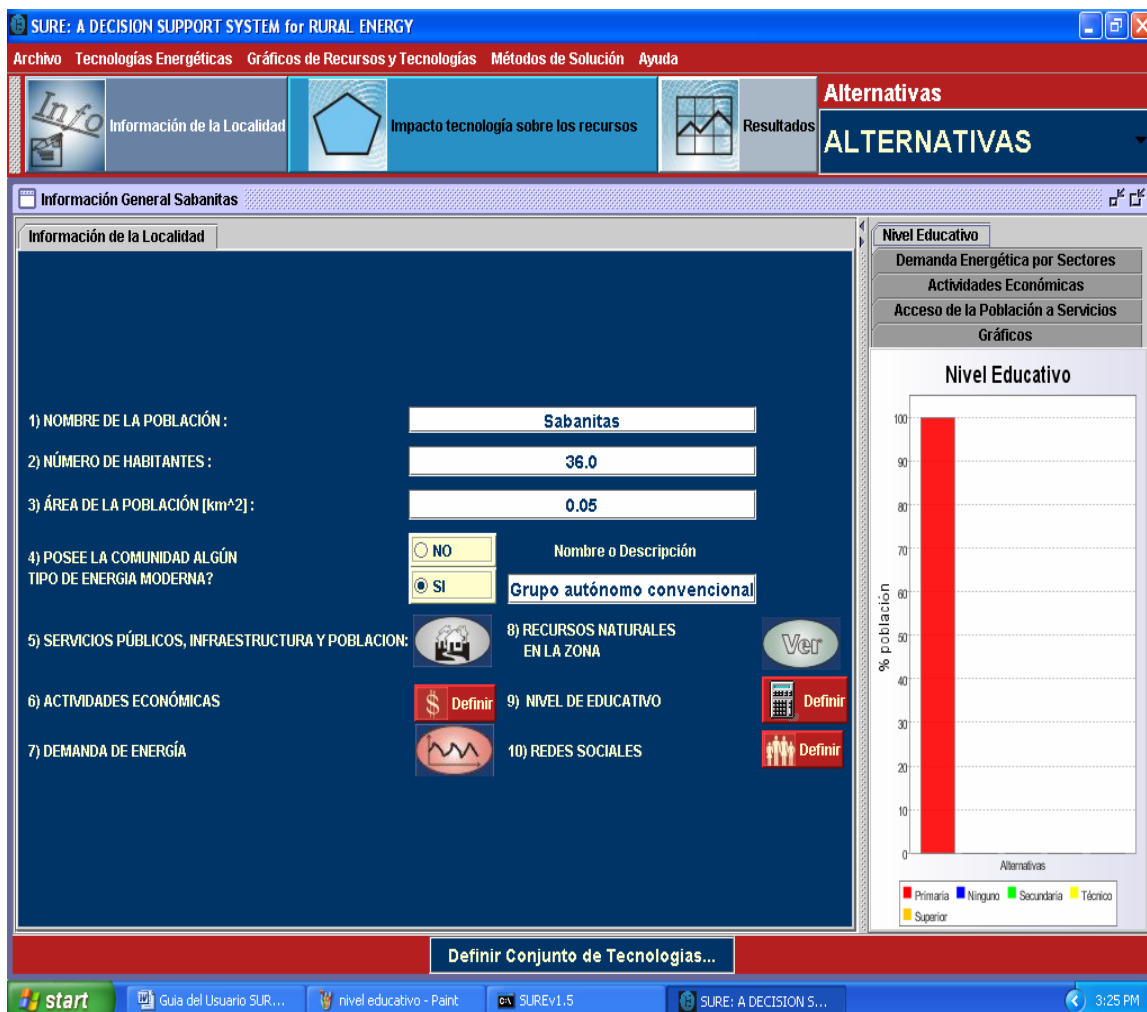 SURE: A DECISION SUPPORT SYSTEM for RURAL ENERGY
Archivo Tecnologías Energéticas Gráficos de Recursos y Tecnologías Métodos de Solución Ayuda
Info
Información de la Localidad
Impacto tecnología sobre los recursos
Resultados
Alternativas
ALTERNATIVAS
Información General Sabanitas
Información de la Localidad
1) NOMBRE DE LA POBLACIÓN :
Sabanitas
2) NÚMERO DE HABITANTES :
36.0
3) ÁREA DE LA POBLACIÓN [km^2] :
0.05
4) POSEE LA COMUNIDAD ALGÚN
TIPO DE ENERGIA MODERNA?
NO
SI
Nombre o Descripción
Grupo autónomo convencional
5) SERVICIOS PÚBLICOS, INFRAESTRUCTURA Y POBLACION:
8) RECURSOS NATURALES
EN LA ZONA
Ver
6) ACTIVIDADES ECONÓMICAS
$ Definir
9) NIVEL DE EDUCATIVO
Definir
7) DEMANDA DE ENERGÍA
10) REDES SOCIALES
Definir
Nivel Educativo
Demanda Energética por Sectores
Actividades Económicas
Acceso de la Población a Servicios
Gráficos
Nivel Educativo
% población
100
90
80
70
60
50
40
30
20
10
0
Alternativas
Primaria Ninguno Secundaria Técnico
Superior
Definir Conjunto de Tecnologias...
start
Guia del Usuario SUR...
nivel educativo - Paint
SUREv1.5
SURE: A DECISION S...
3:25 PM